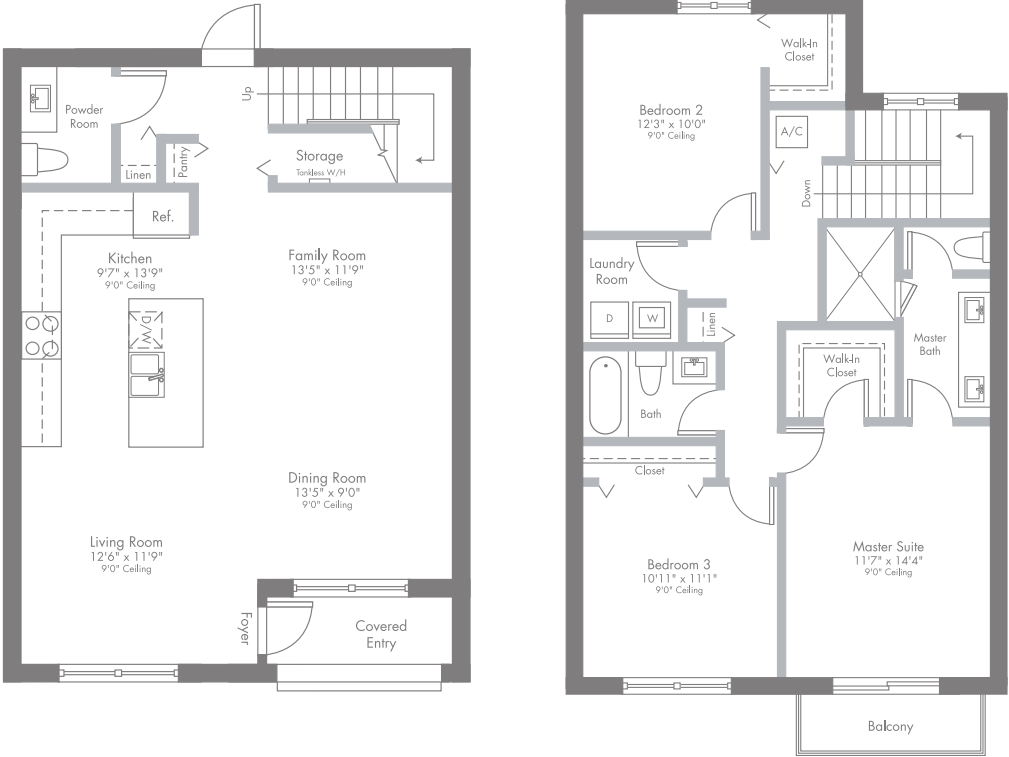 Powder
Room
Up
Linen
Pantry
Storage
Tankless W/H
Ref.
Kitchen
9'7" x 13'9"
9'0" Ceiling
Family Room
13'5" x 11'9"
9'0" Ceiling
D/W
Dining Room
13'5" x 9'0"
9'0" Ceiling
Living Room
12'6" x 11'9"
9'0" Ceiling
Foyer
Covered
Entry
Walk-In
Closet
Bedroom 2
12'3" x 10'0"
9'0" Ceiling
A/C
Down
Laundry
Room
D
W
Linen
Master
Bath
Walk-In
Closet
Bath
Closet
Bedroom 3
10'11" x 11'1"
9'0" Ceiling
Master Suite
11'7" x 14'4"
9'0" Ceiling
Balcony